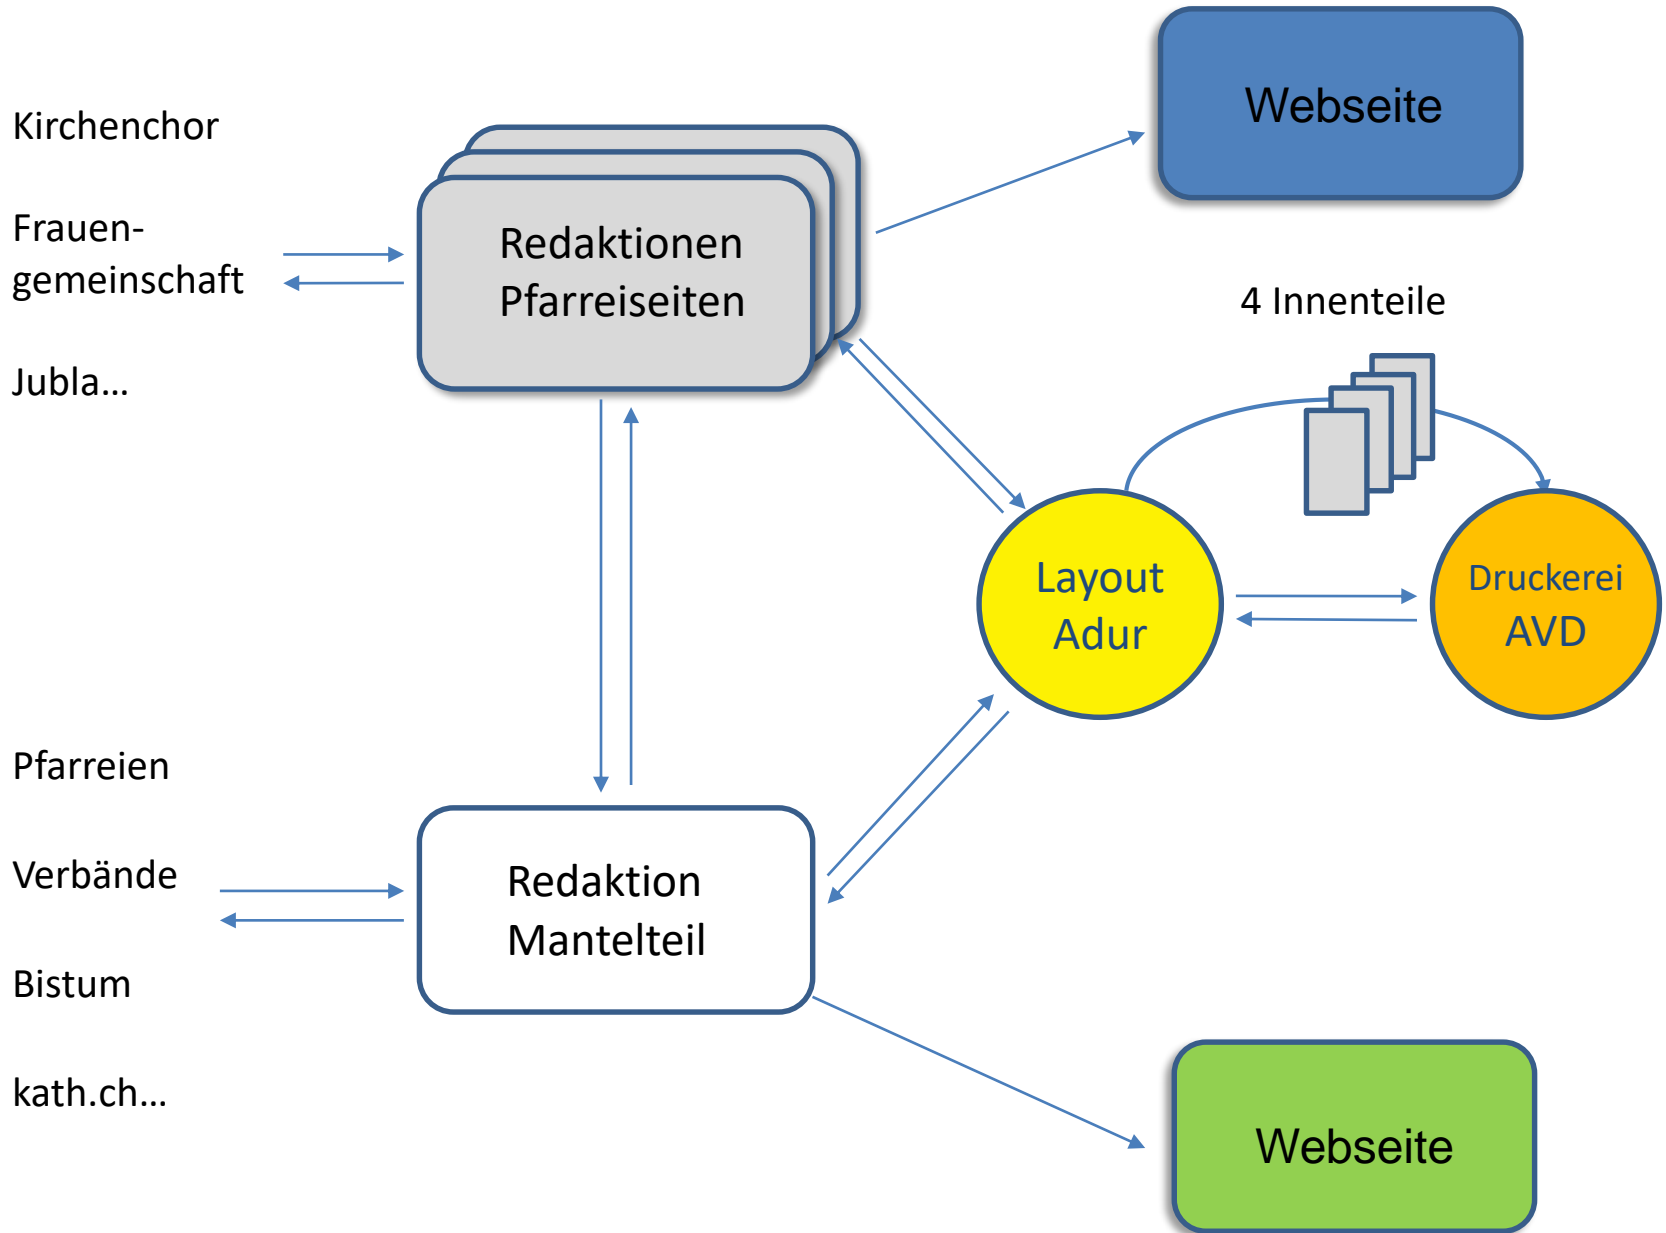 Webseite
Kirchenchor
Frauen-
gemeinschaft
Jubla…
Redaktionen
Pfarreiseiten
4 Innenteile
Layout
Adur
Druckerei
AVD
Pfarreien
Verbände
Bistum
kath.ch…
Redaktion
Mantelteil
Webseite